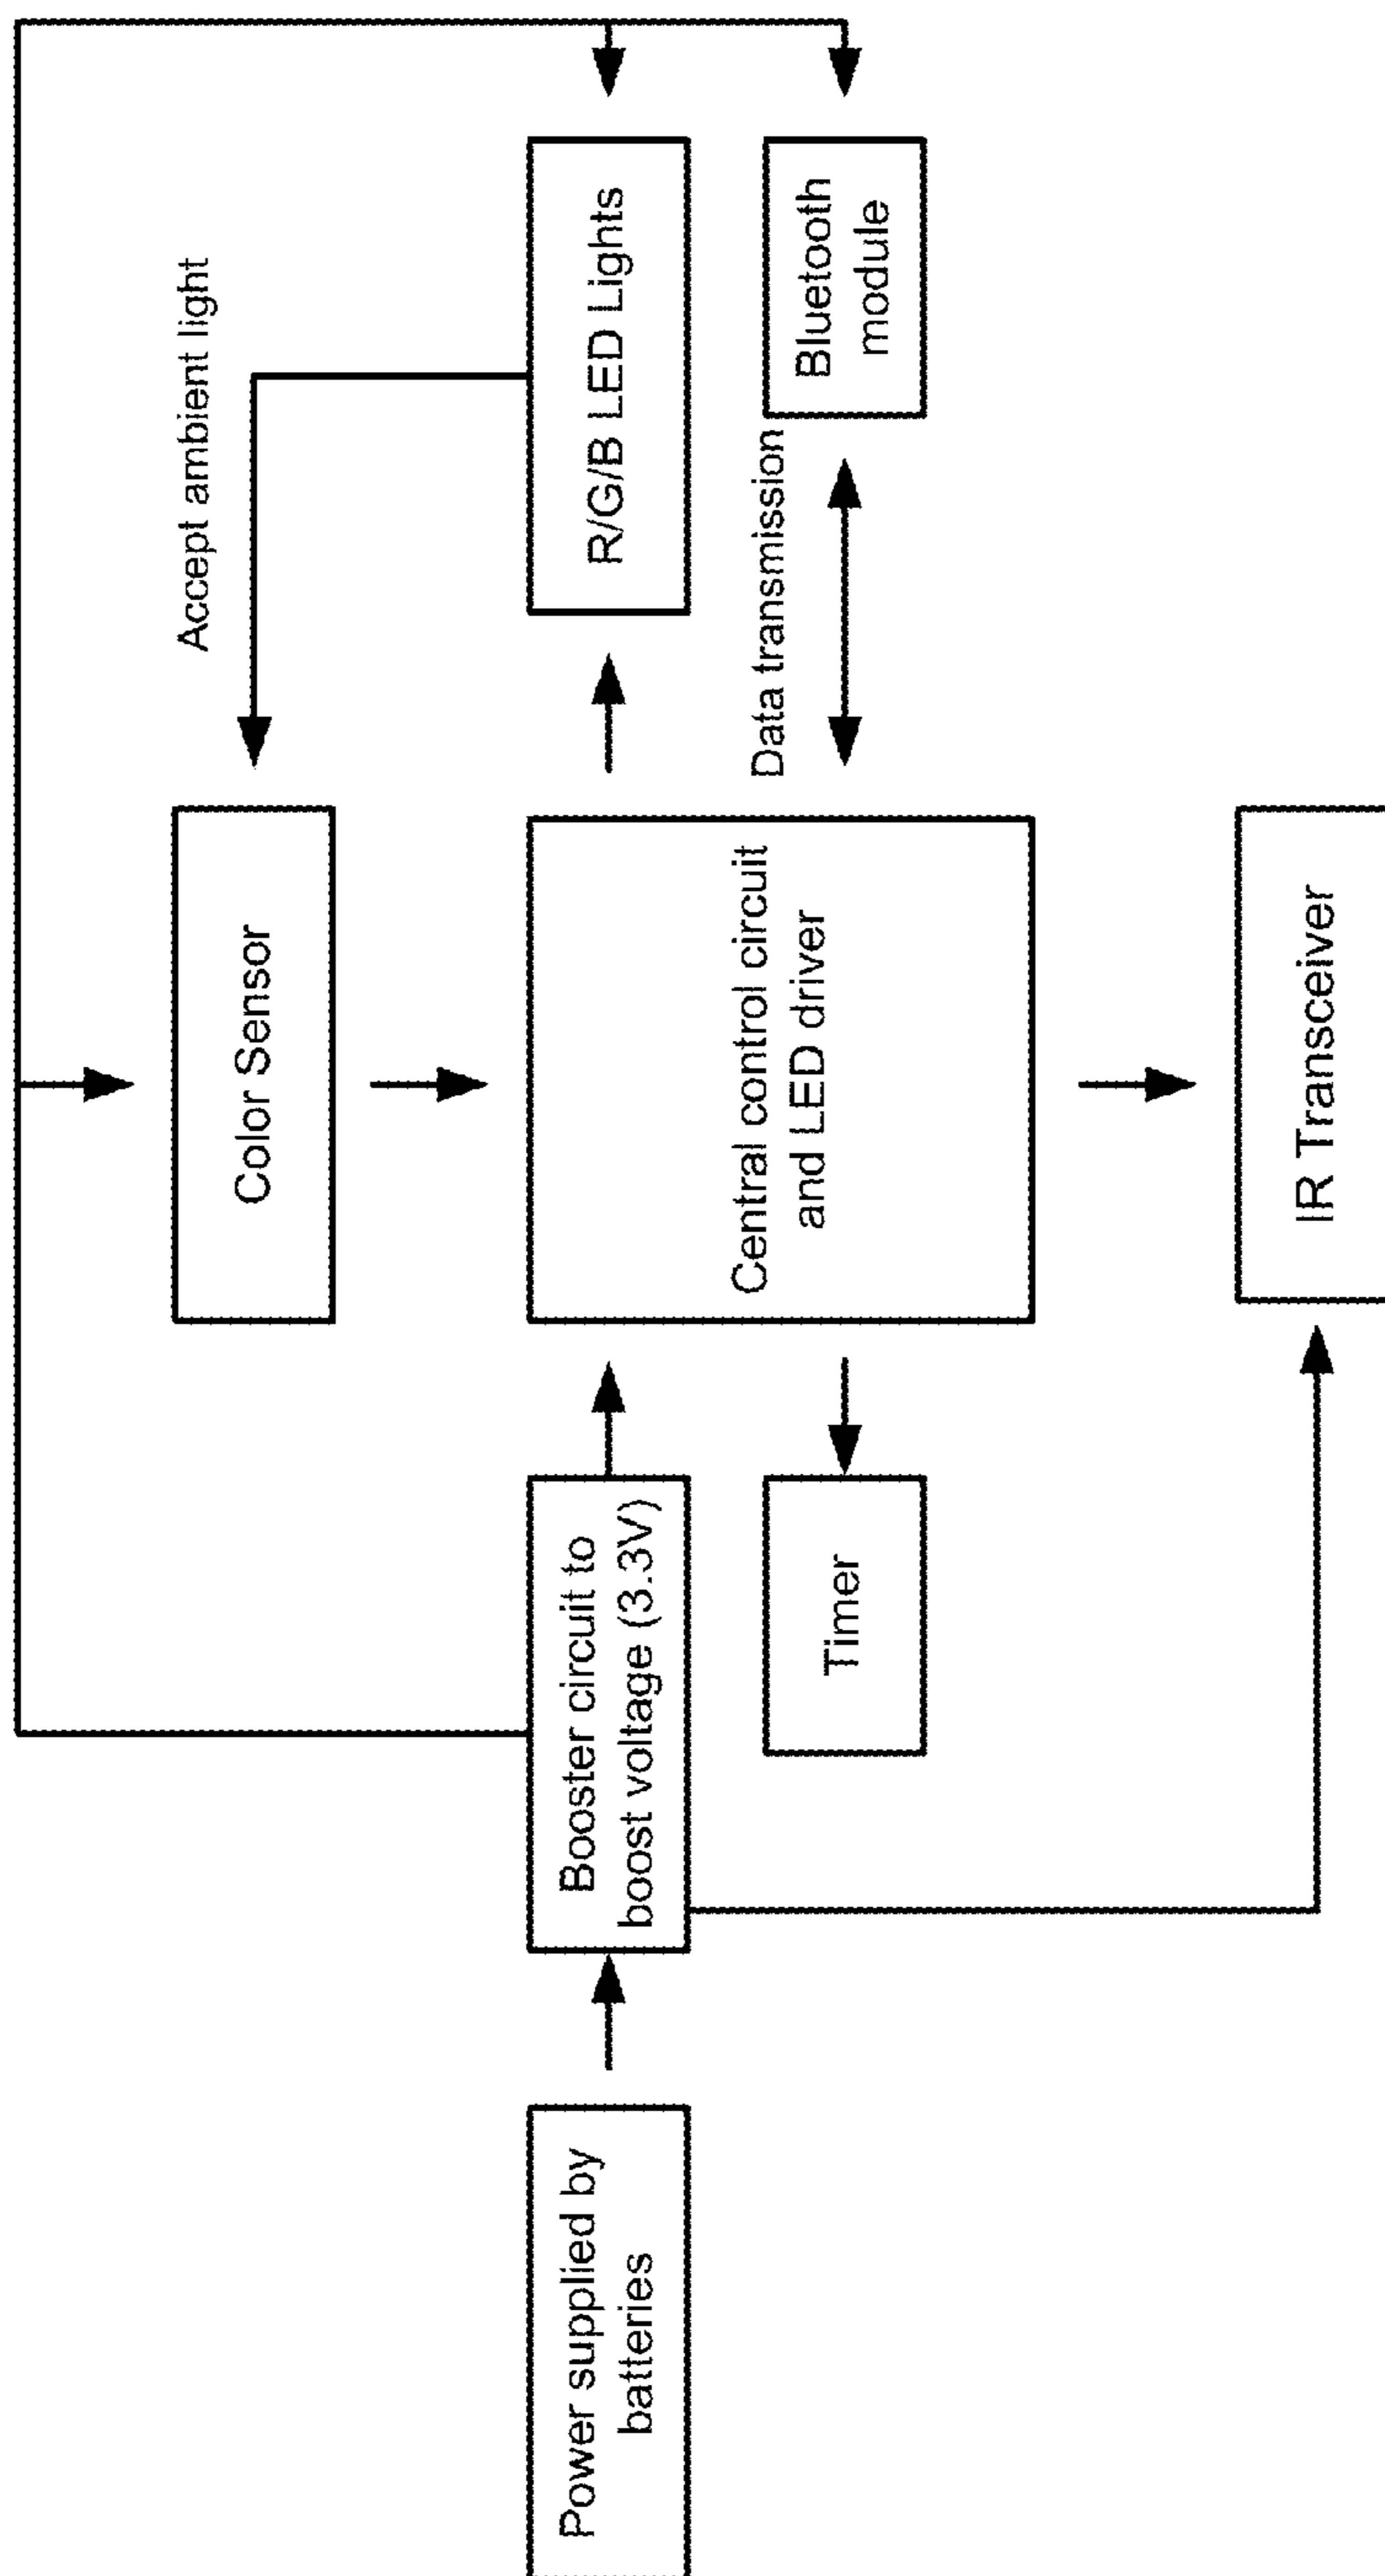 Accept ambient light
Color Sensor
Power supplied by
batteries
Booster circuit to
boost voltage (3.3V)
Central control circuit
and LED driver
R/G/B LED Lights
Data transmission
Timer
Bluetooth
module
IR Transceiver